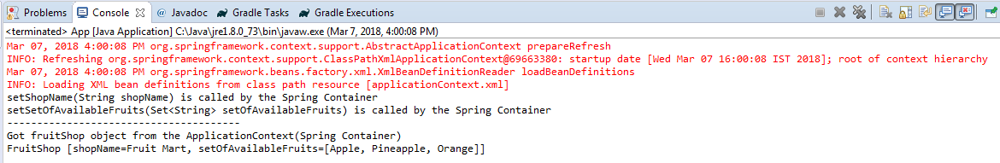 Problems Console Javadoc Gradle Tasks Gradle Executions
<terminated> App [Java Application] C:\Java\jre1.8.0_73\bin\javaw.exe (Mar 7, 2018, 4:00:08 PM)
Mar 07, 2018 4:00:08 PM org.springframework.context.support.AbstractApplicationContext prepareRefresh
INFO: Refreshing org.springframework.context.support.ClassPathXmlApplicationContext@69663380: startup date [Wed Mar 07 16:00:08 IST 2018]; root of context hierarchy
Mar 07, 2018 4:00:08 PM org.springframework.beans.factory.xml.XmlBeanDefinitionReader loadBeanDefinitions
INFO: Loading XML bean definitions from class path resource [applicationContext.xml]
setShopName(String shopName) is called by the Spring Container
setSetOfAvailableFruits(Set<String> setOfAvailableFruits) is called by the Spring Container
---------------------------------------
Got fruitShop object from the ApplicationContext(Spring Container)
FruitShop [shopName=Fruit Mart, setOfAvailableFruits=[Apple, Pineapple, Orange]]